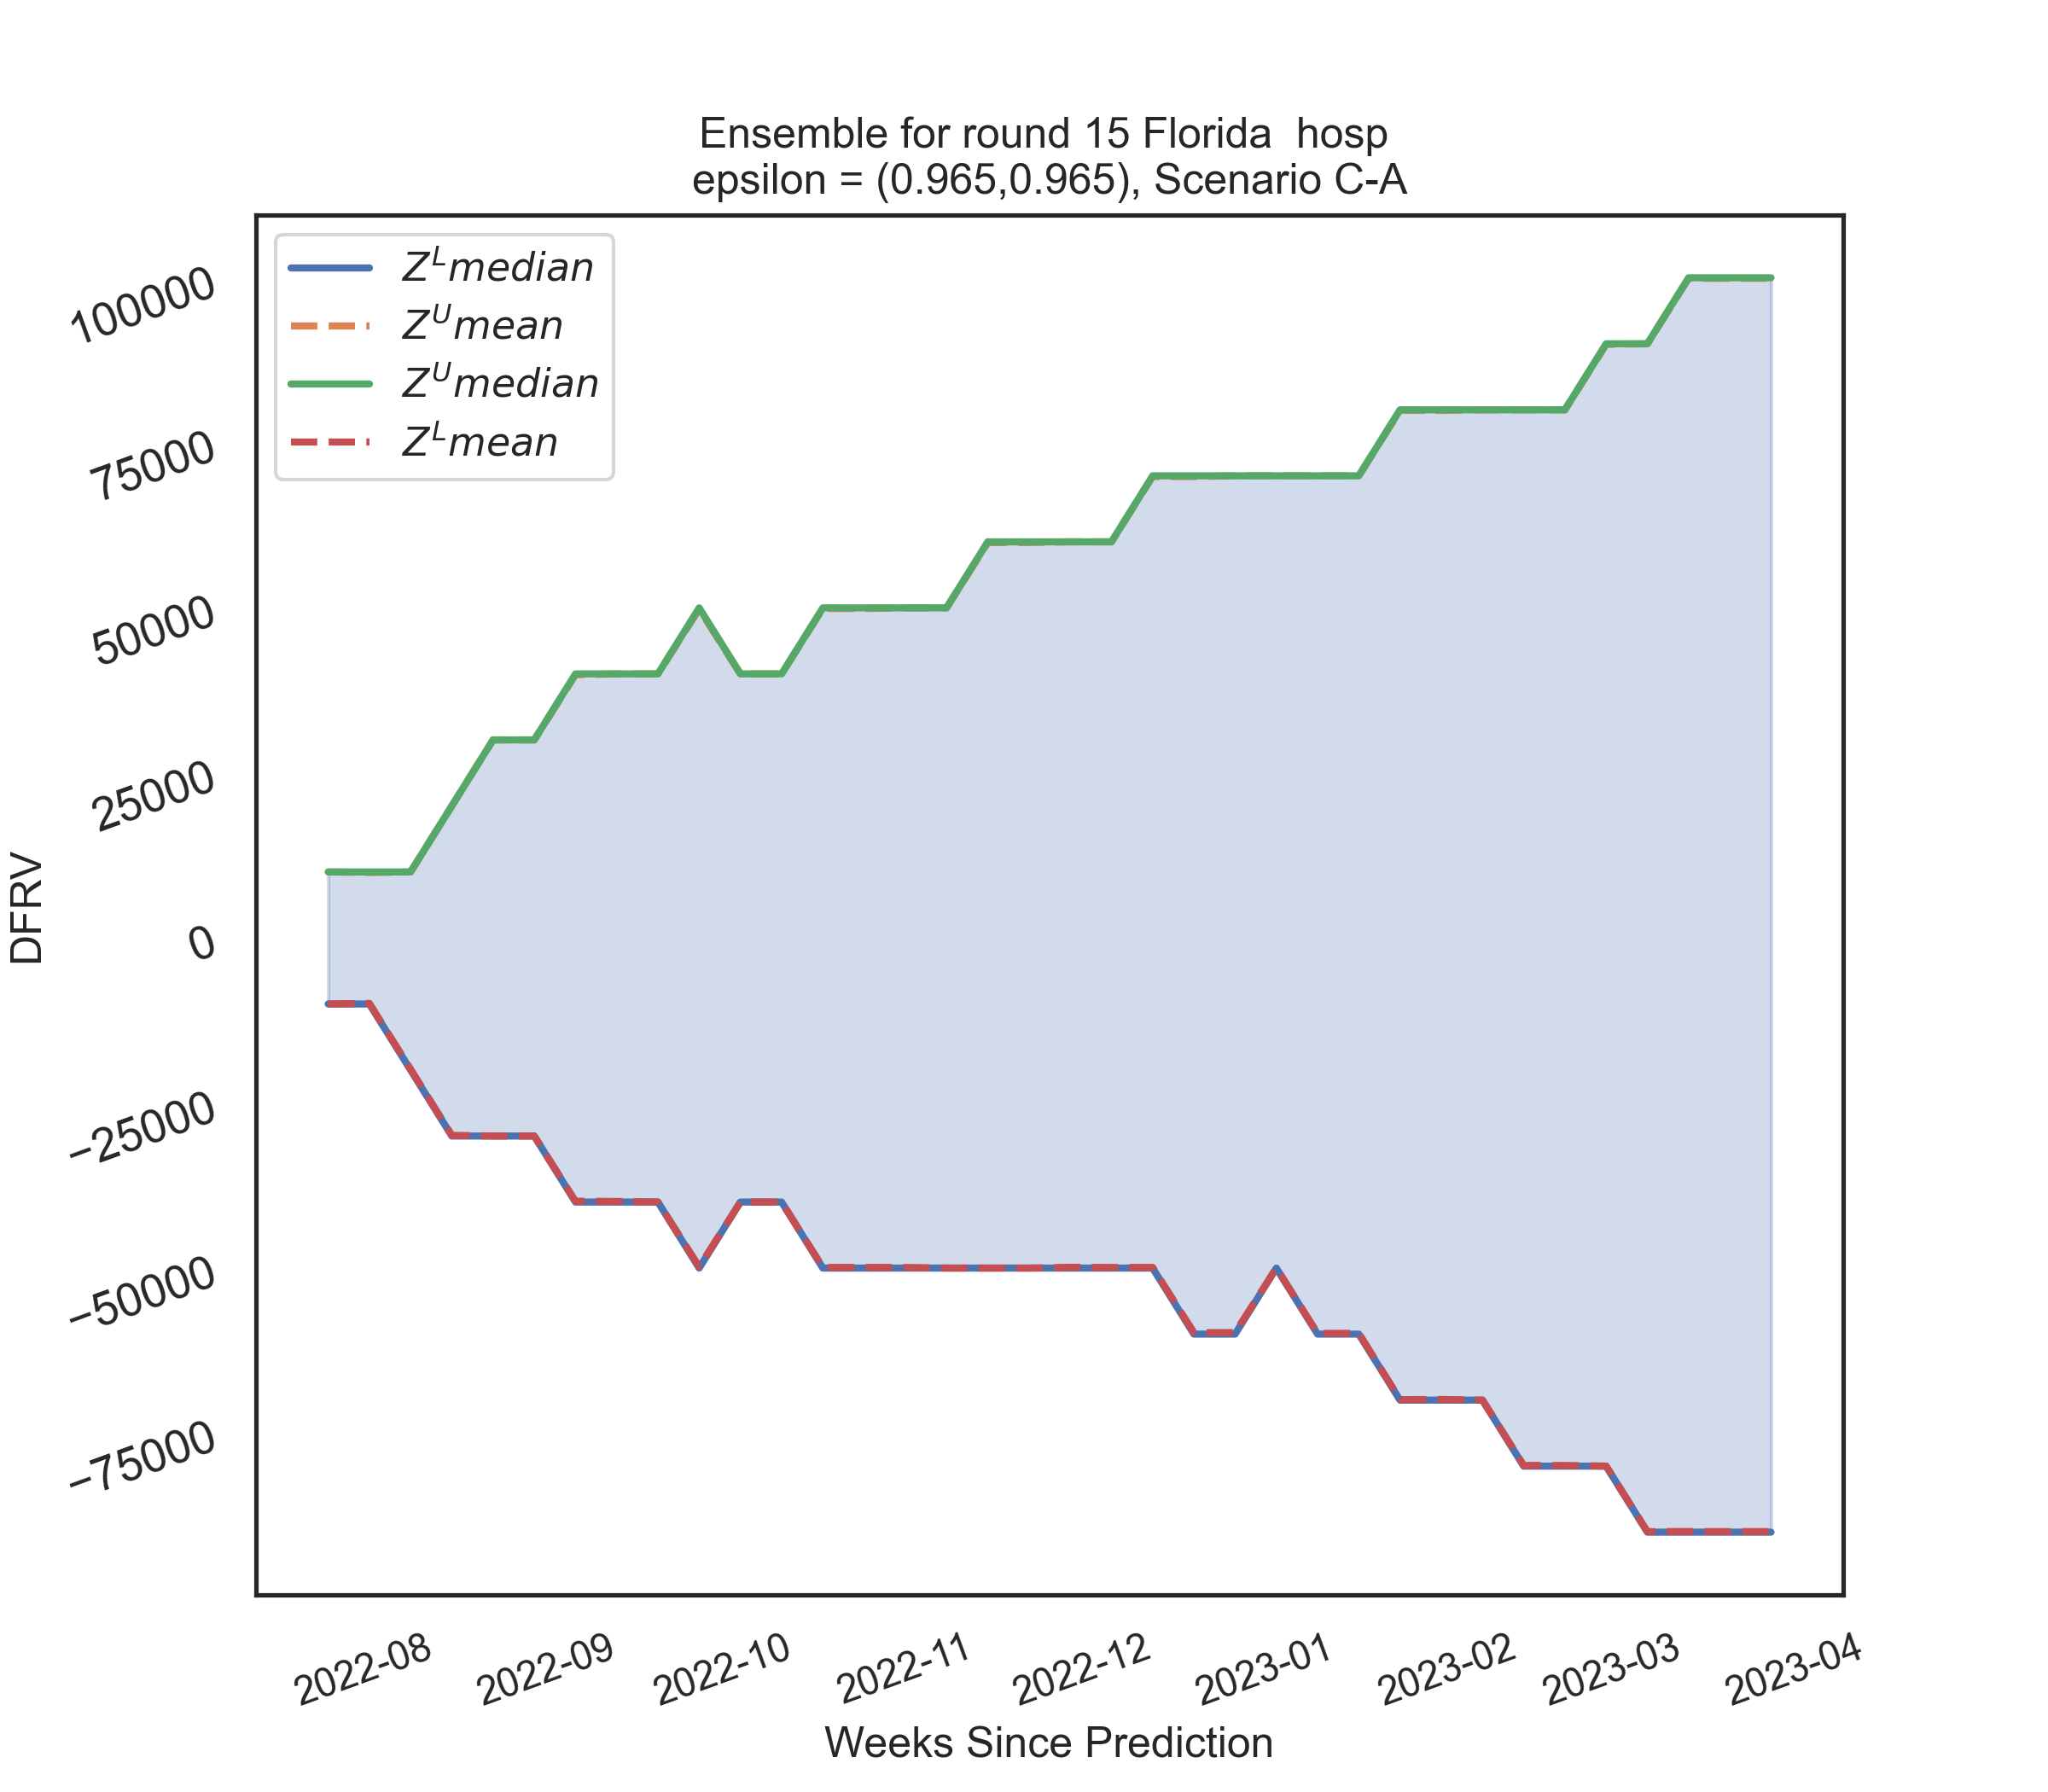 Ensemble for round 15 Florida  hosp
epsilon = (0.965,0.965), Scenario C-A
Z^L median
Z^U mean
Z^U median
Z^L mean
100000
75000
50000
25000
0
−25000
−50000
−75000
DFRV
2022-08
2022-09
2022-10
2022-11
2022-12
2023-01
2023-02
2023-03
2023-04
Weeks Since Prediction